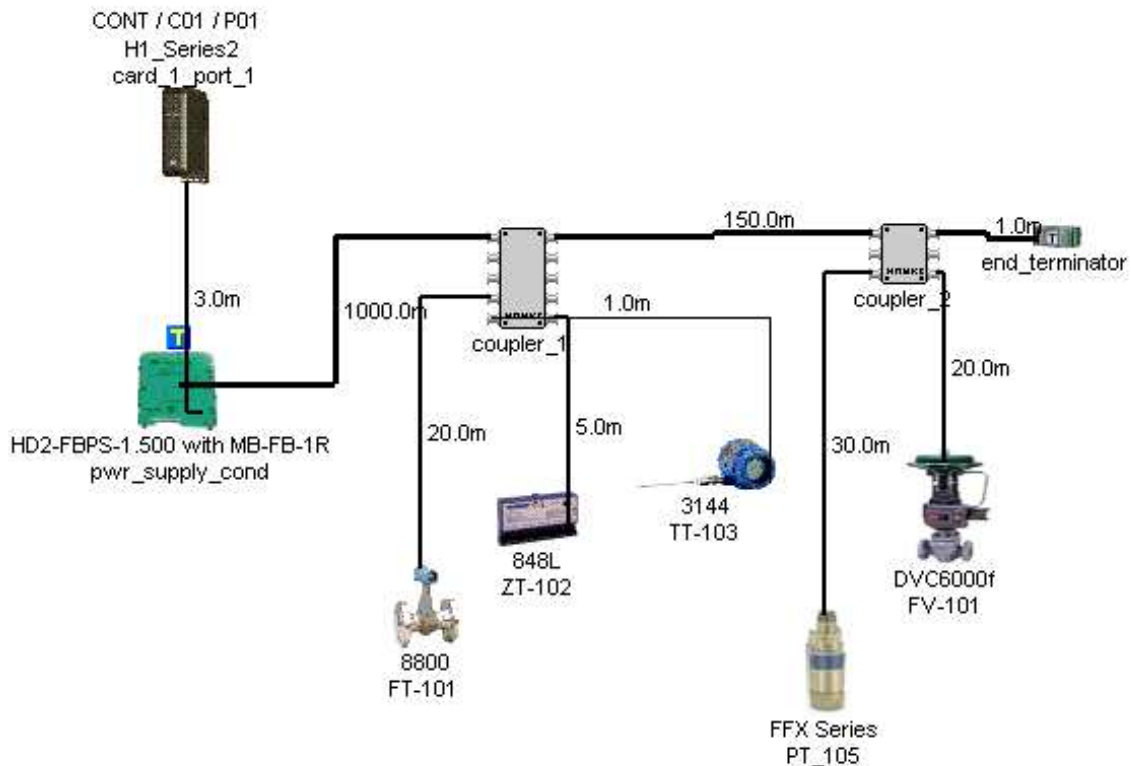 CONT / C01 / P01
H1_Series2
card_1_port_1
3.0m
T
HD2-FBPS-1.500 with MB-FB-1R
pwr_supply_cond
1000.0m
coupler_1
150.0m
coupler_2
1.0m
T
end_terminator
20.0m
5.0m
1.0m
30.0m
20.0m
8800
FT-101
848L
ZT-102
3144
TT-103
FFX Series
PT_105
DVC6000f
FV-101